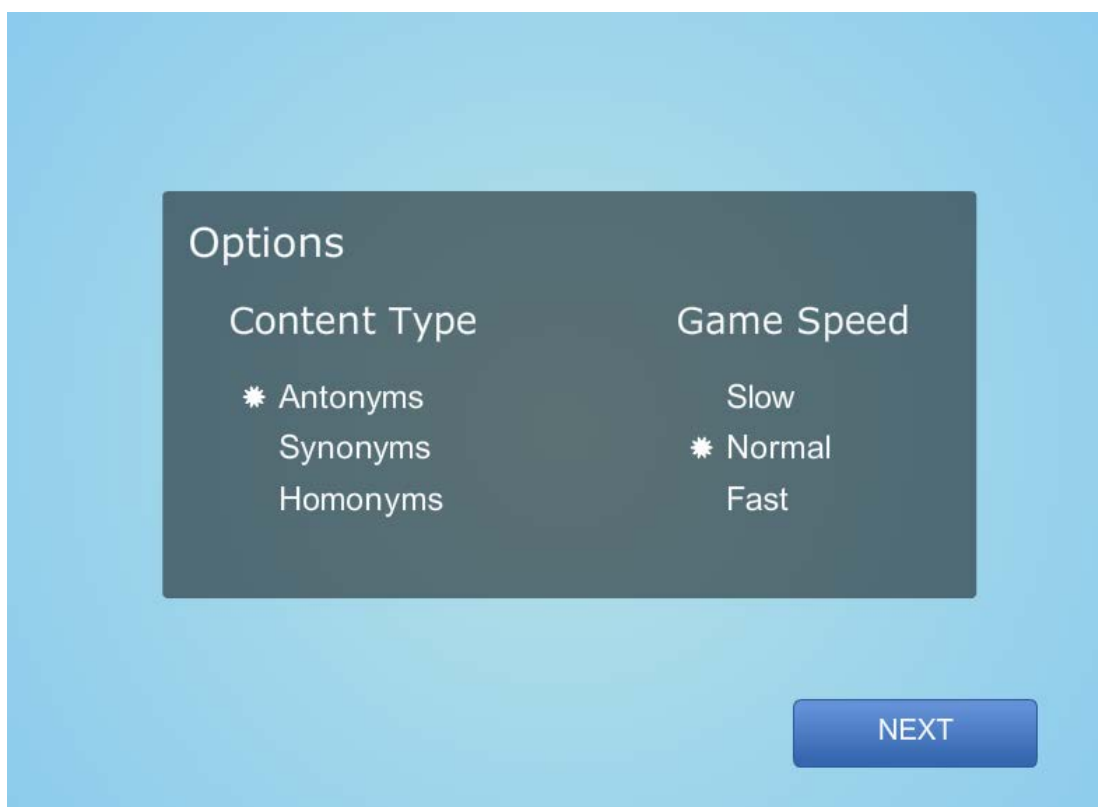 Options
Content Type
Antonyms
Synonyms
Homonyms
Game Speed
Slow
Normal
Fast
NEXT